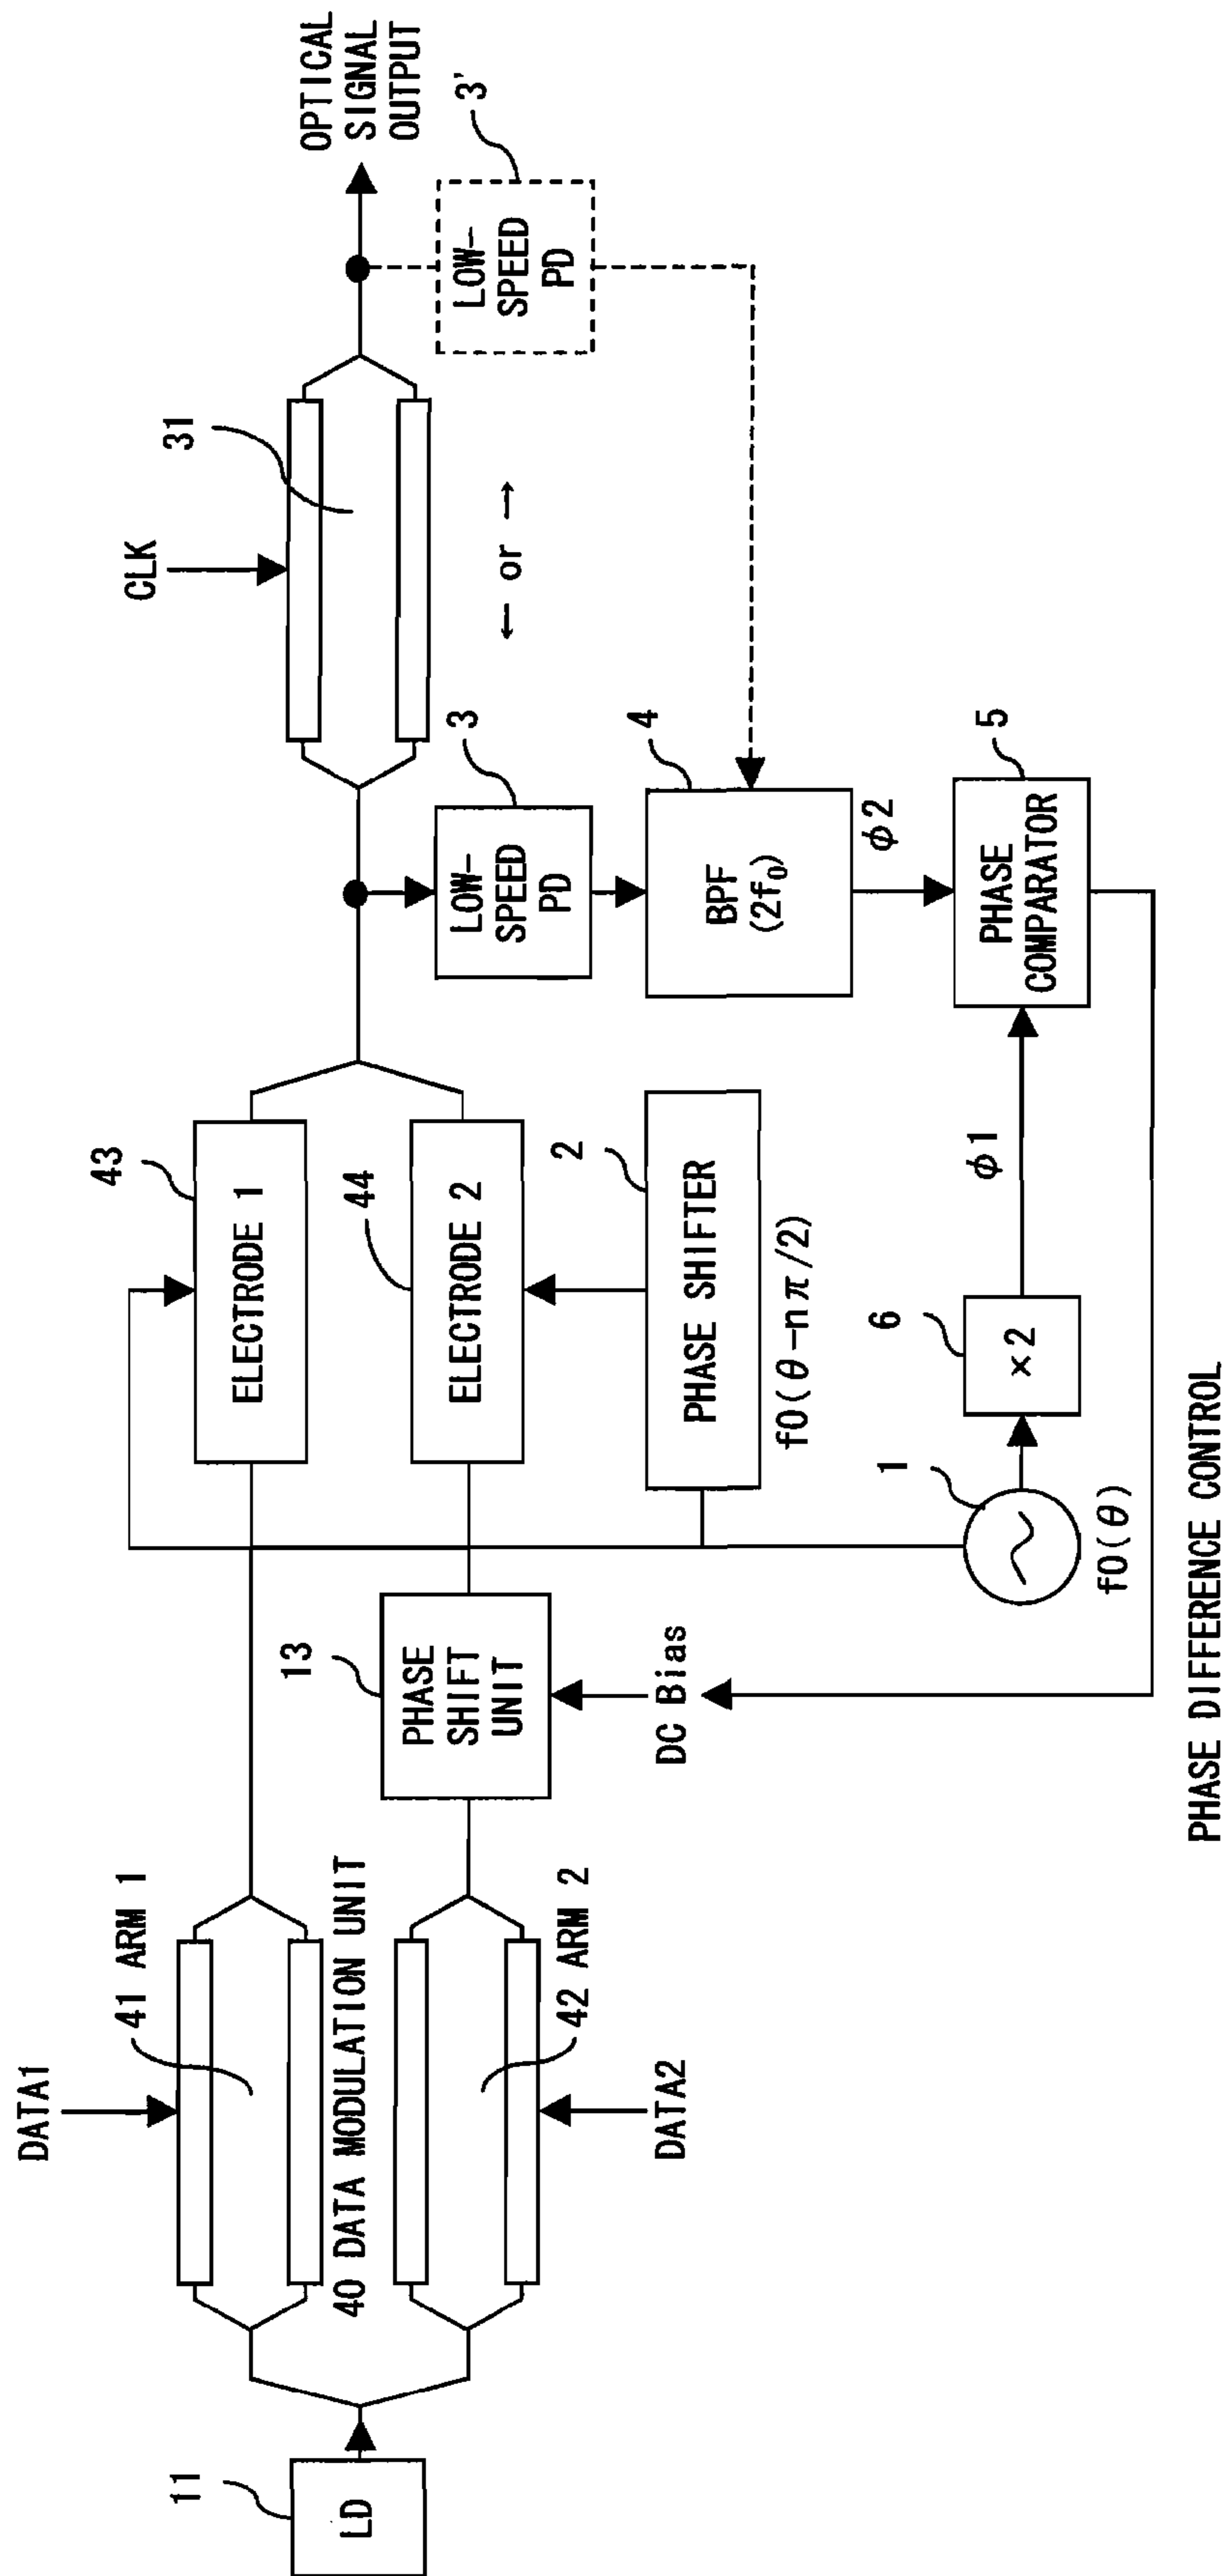 11
LD
DATA1
41 ARM 1
40 DATA MODULATION UNIT
42 ARM 2
DATA2
13
PHASE
SHIFT
UNIT
DC Bias
43
ELECTRODE 1
44
ELECTRODE 2
2
PHASE SHIFTER
f0(θ-nπ/2)
1
f0(θ)
6
×2
φ1
CLK
31
← or →
3
LOW-
SPEED
PD
4
BPF
(2f₀)
φ2
5
PHASE
COMPARATOR
OPTICAL
SIGNAL
OUTPUT
3'
LOW-
SPEED
PD
PHASE DIFFERENCE CONTROL